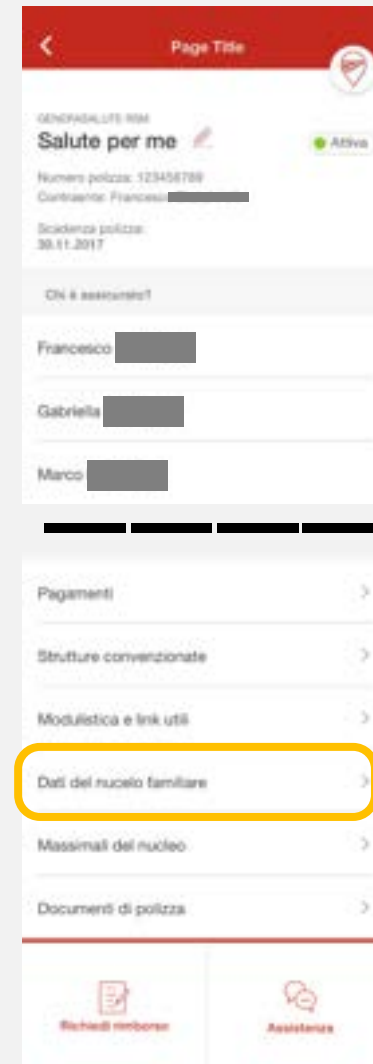 Page Title
GENERASALUTE RSM
Salute per me
Attiva
Numero polizza: 123456789
Contraente: Francesco
Scadenza polizza:
30.11.2017
Chi è assicurato?
Francesco
Gabriella
Marco
Pagamenti
Strutture convenzionate
Modulistica e link utili
Dati del nucelo familiare
Massimali del nucleo
Documenti di polizza
Richiedi rimborso
Assistenza